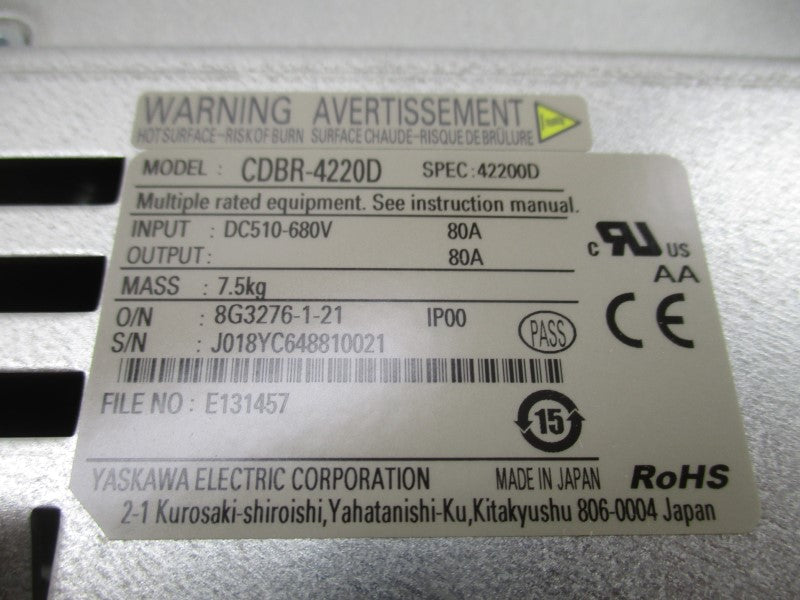 WARNING AVERTISSEMENT
HOT SURFACE-RISK OF BURN SURFACE CHAUDE-RISQUE DE BRÛLURE
MODEL : CDBR-4220D SPEC:42200D
Multiple rated equipment. See instruction manual.
INPUT : DC510-680V 80A
OUTPUT: 80A
MASS : 7.5kg
O/N : 8G3276-1-21 IP00
PASS
S/N : J018YC648810021
c RU US
AA
CE
FILE NO : E131457
15
YASKAWA ELECTRIC CORPORATION MADE IN JAPAN RoHS
2-1 Kurosaki-shiroishi,Yahatanishi-Ku,Kitakyushu 806-0004 Japan